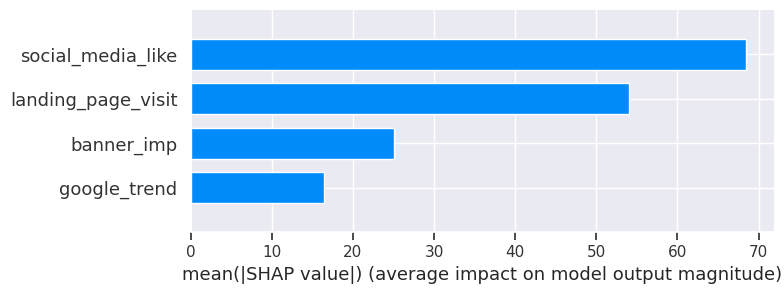 social_media_like
landing_page_visit
banner_imp
google_trend
0 10 20 30 40 50 60 70
mean(|SHAP value|) (average impact on model output magnitude)